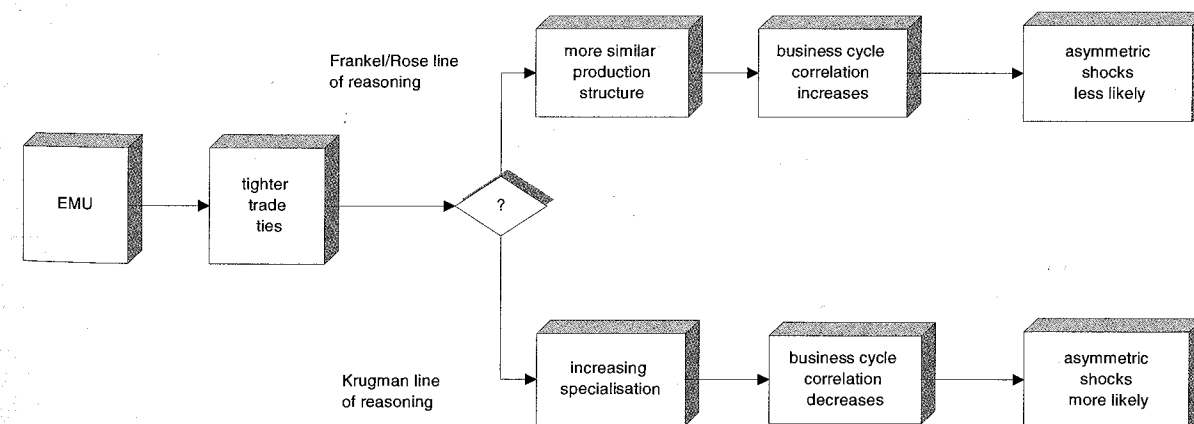 Frankel/Rose line
of reasoning
more similar
production
structure
business cycle
correlation
increases
asymmetric
shocks
less likely
EMU
tighter
trade
ties
?
Krugman line
of reasoning
increasing
specialisation
business cycle
correlation
decreases
asymmetric
shocks
more likely